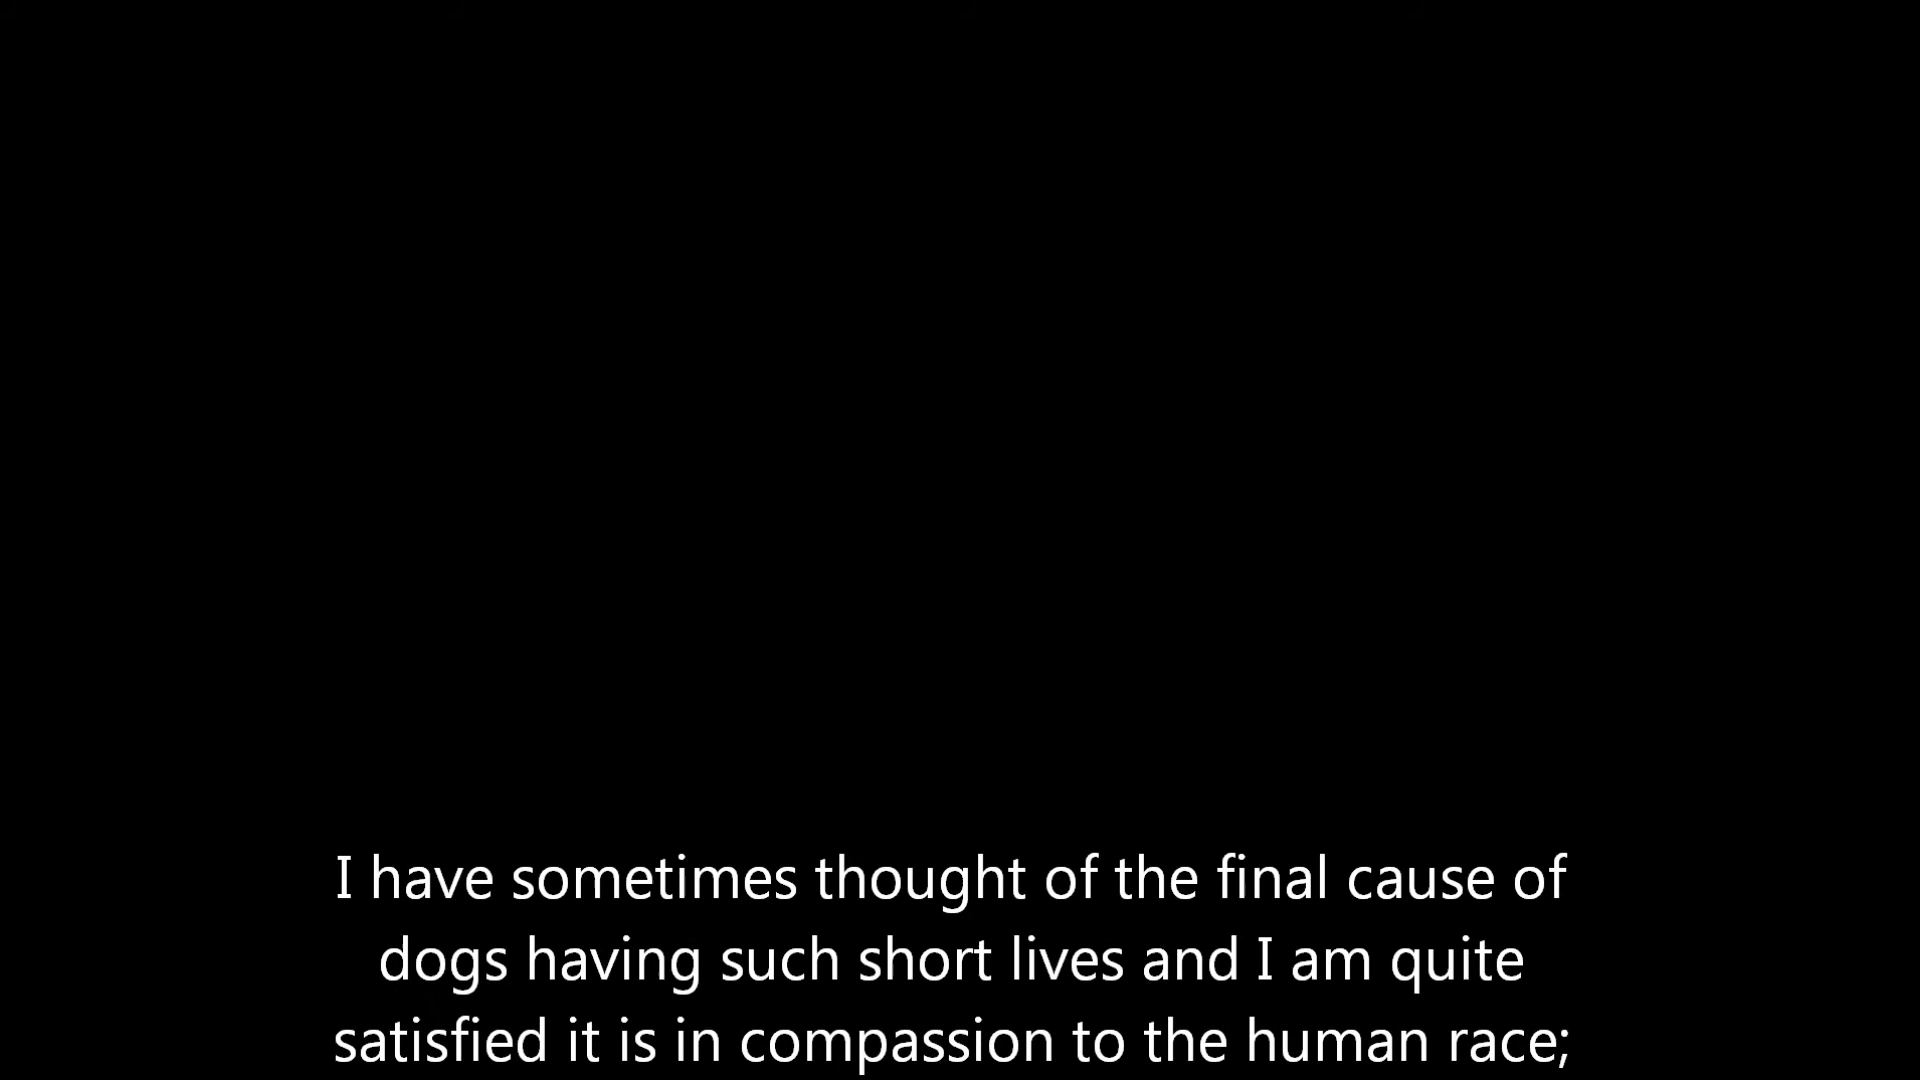 I have sometimes thought of the final cause of
dogs having such short lives and I am quite
satisfied it is in compassion to the human race;